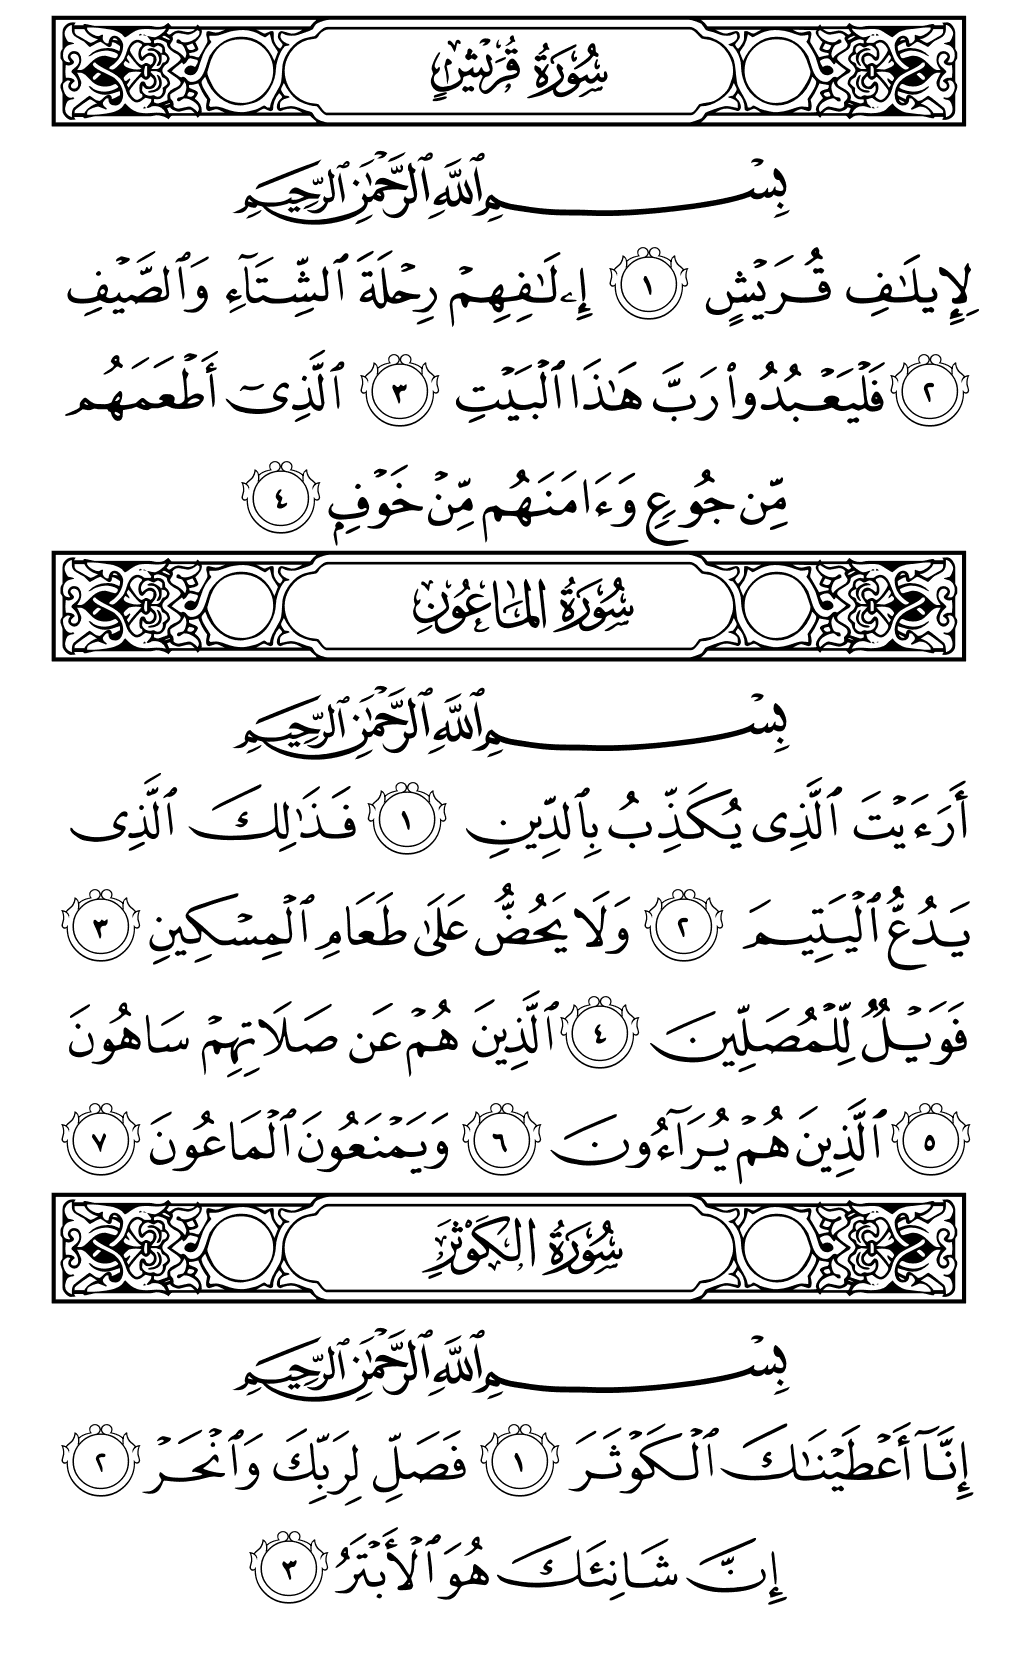 سُورَةُ قُرَيْشٍ
بِسْمِ ٱللَّهِ ٱلرَّحْمَٰنِ ٱلرَّحِيمِ
لِإِيلَٰفِ قُرَيْشٍ ١ إِۦلَٰفِهِمْ رِحْلَةَ ٱلشِّتَآءِ وَٱلصَّيْفِ
٢ فَلْيَعْبُدُوا۟ رَبَّ هَٰذَا ٱلْبَيْتِ ٣ ٱلَّذِىٓ أَطْعَمَهُم
مِّن جُوعٍ وَءَامَنَهُم مِّنْ خَوْفٍۭ ٤
سُورَةُ المَاعُونِ
بِسْمِ ٱللَّهِ ٱلرَّحْمَٰنِ ٱلرَّحِيمِ
أَرَءَيْتَ ٱلَّذِى يُكَذِّبُ بِٱلدِّينِ ١ فَذَٰلِكَ ٱلَّذِى
يَدُعُّ ٱلْيَتِيمَ ٢ وَلَا يَحُضُّ عَلَىٰ طَعَامِ ٱلْمِسْكِينِ ٣
فَوَيْلٌ لِّلْمُصَلِّينَ ٤ ٱلَّذِينَ هُمْ عَن صَلَاتِهِمْ سَاهُونَ
٥ ٱلَّذِينَ هُمْ يُرَآءُونَ ٦ وَيَمْنَعُونَ ٱلْمَاعُونَ ٧
سُورَةُ الكَوْثَرِ
بِسْمِ ٱللَّهِ ٱلرَّحْمَٰنِ ٱلرَّحِيمِ
إِنَّآ أَعْطَيْنَٰكَ ٱلْكَوْثَرَ ١ فَصَلِّ لِرَبِّكَ وَٱنْحَرْ ٢
إِنَّ شَانِئَكَ هُوَ ٱلْأَبْتَرُ ٣